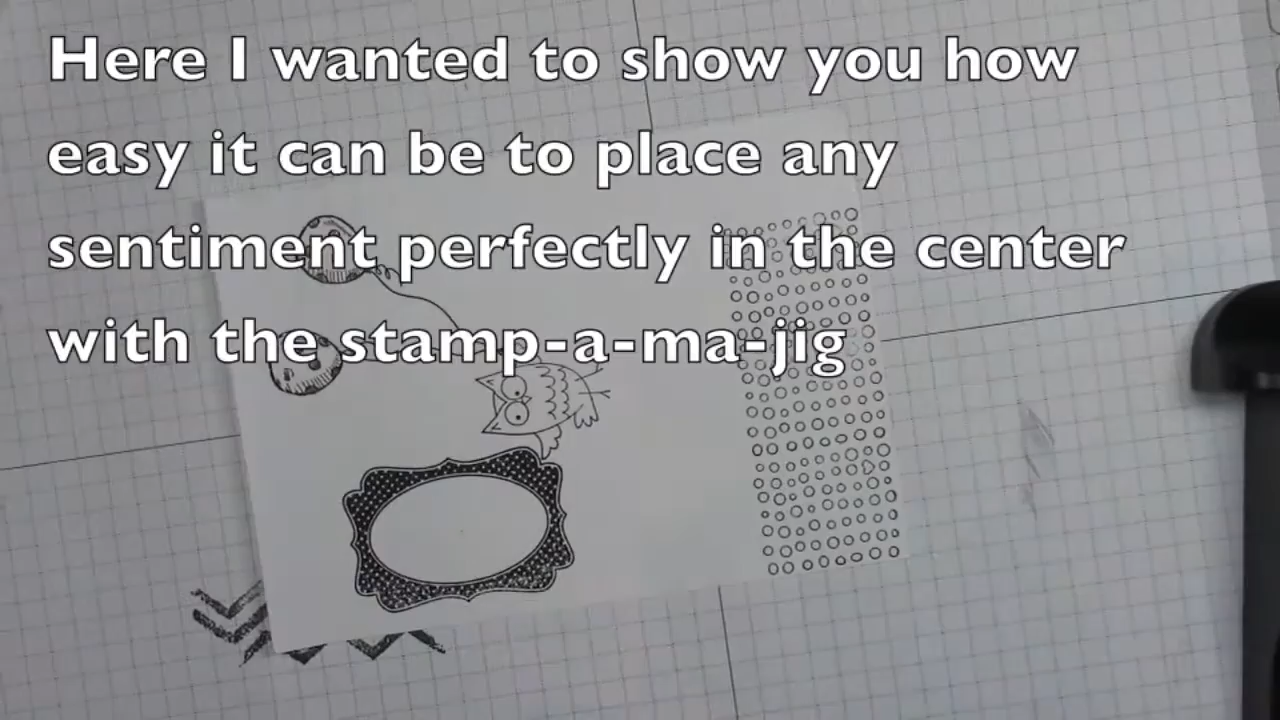 Here I wanted to show you how
easy it can be to place any
sentiment perfectly in the center
with the stamp-a-ma-jig